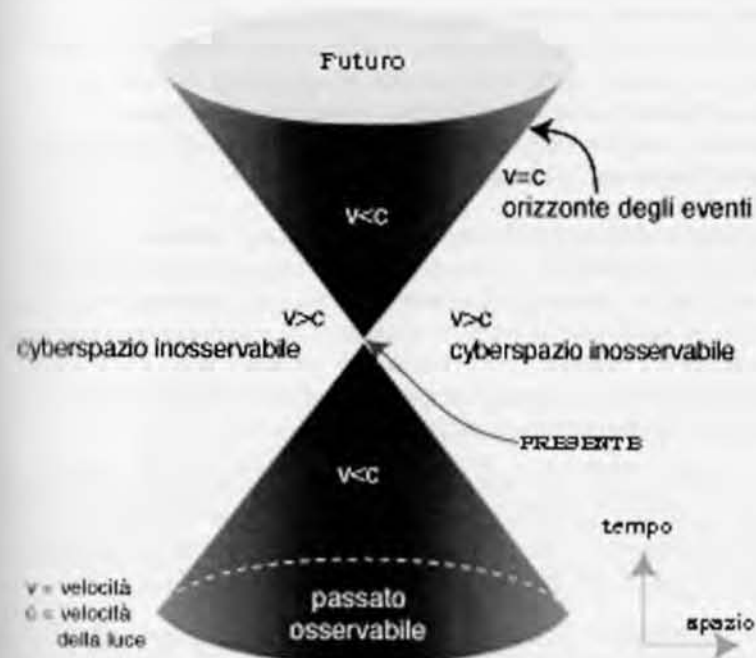 Futuro
v<c
v=c
orizzonte degli eventi
v>c
cyberspazio inosservabile
v>c
cyberspazio inosservabile
PRESENTE
v<c
tempo
spazio
passato
osservabile
v = velocità
c = velocità
della luce